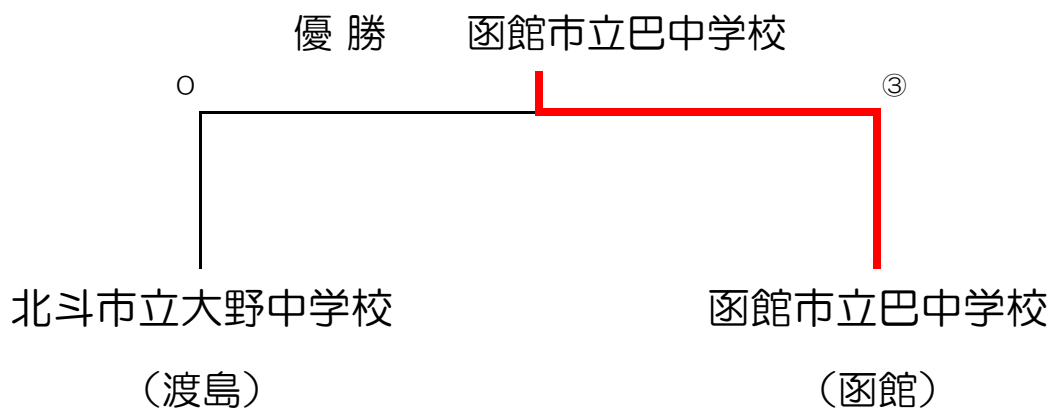 優 勝　函館市立巴中学校
0　③
北斗市立大野中学校　函館市立巴中学校
（渡島）　（函館）